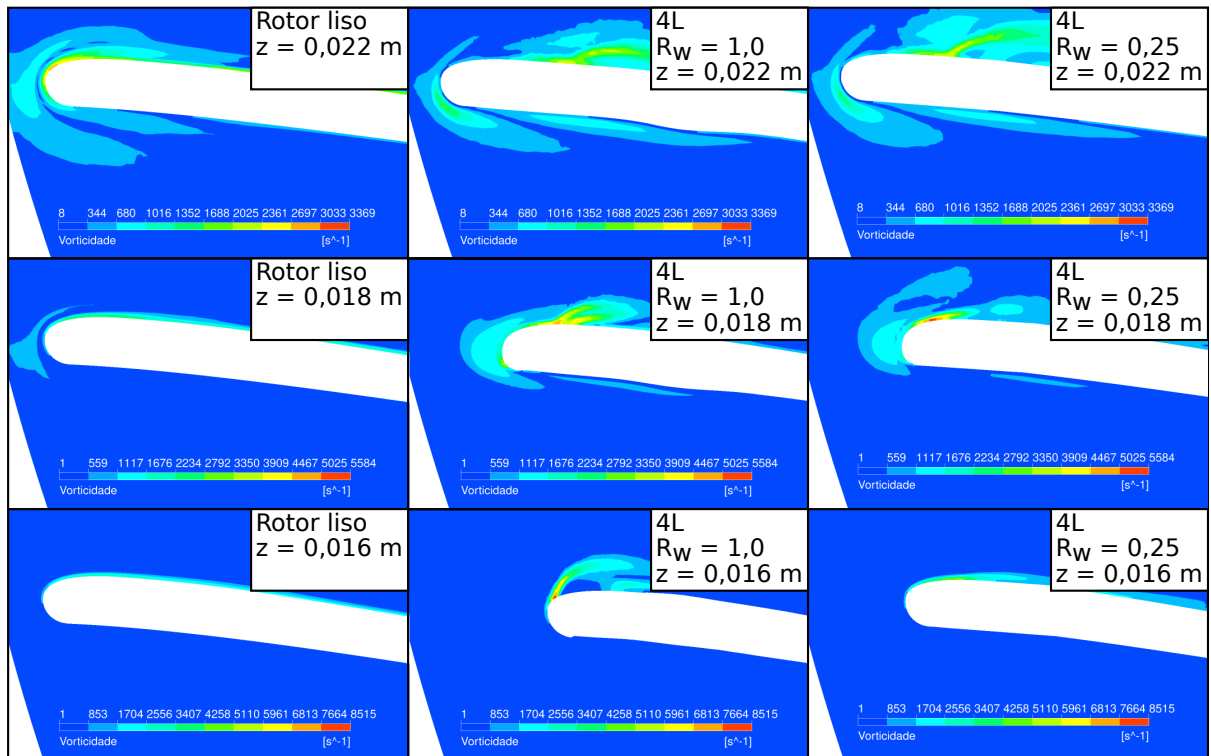 Rotor liso
z = 0,022 m
8 344 680 1016 1352 1688 2025 2361 2697 3033 3369
Vorticidade [s^-1]
4L
Rw = 1,0
z = 0,022 m
8 344 680 1016 1352 1688 2025 2361 2697 3033 3369
Vorticidade [s^-1]
4L
Rw = 0,25
z = 0,022 m
8 344 680 1016 1352 1688 2025 2361 2697 3033 3369
Vorticidade [s^-1]
Rotor liso
z = 0,018 m
1 559 1117 1676 2234 2792 3350 3909 4467 5025 5584
Vorticidade [s^-1]
4L
Rw = 1,0
z = 0,018 m
1 559 1117 1676 2234 2792 3350 3909 4467 5025 5584
Vorticidade [s^-1]
4L
Rw = 0,25
z = 0,018 m
1 559 1117 1676 2234 2792 3350 3909 4467 5025 5584
Vorticidade [s^-1]
Rotor liso
z = 0,016 m
1 853 1704 2556 3407 4258 5110 5961 6813 7664 8515
Vorticidade [s^-1]
4L
Rw = 1,0
z = 0,016 m
1 853 1704 2556 3407 4258 5110 5961 6813 7664 8515
Vorticidade [s^-1]
4L
Rw = 0,25
z = 0,016 m
1 853 1704 2556 3407 4258 5110 5961 6813 7664 8515
Vorticidade [s^-1]